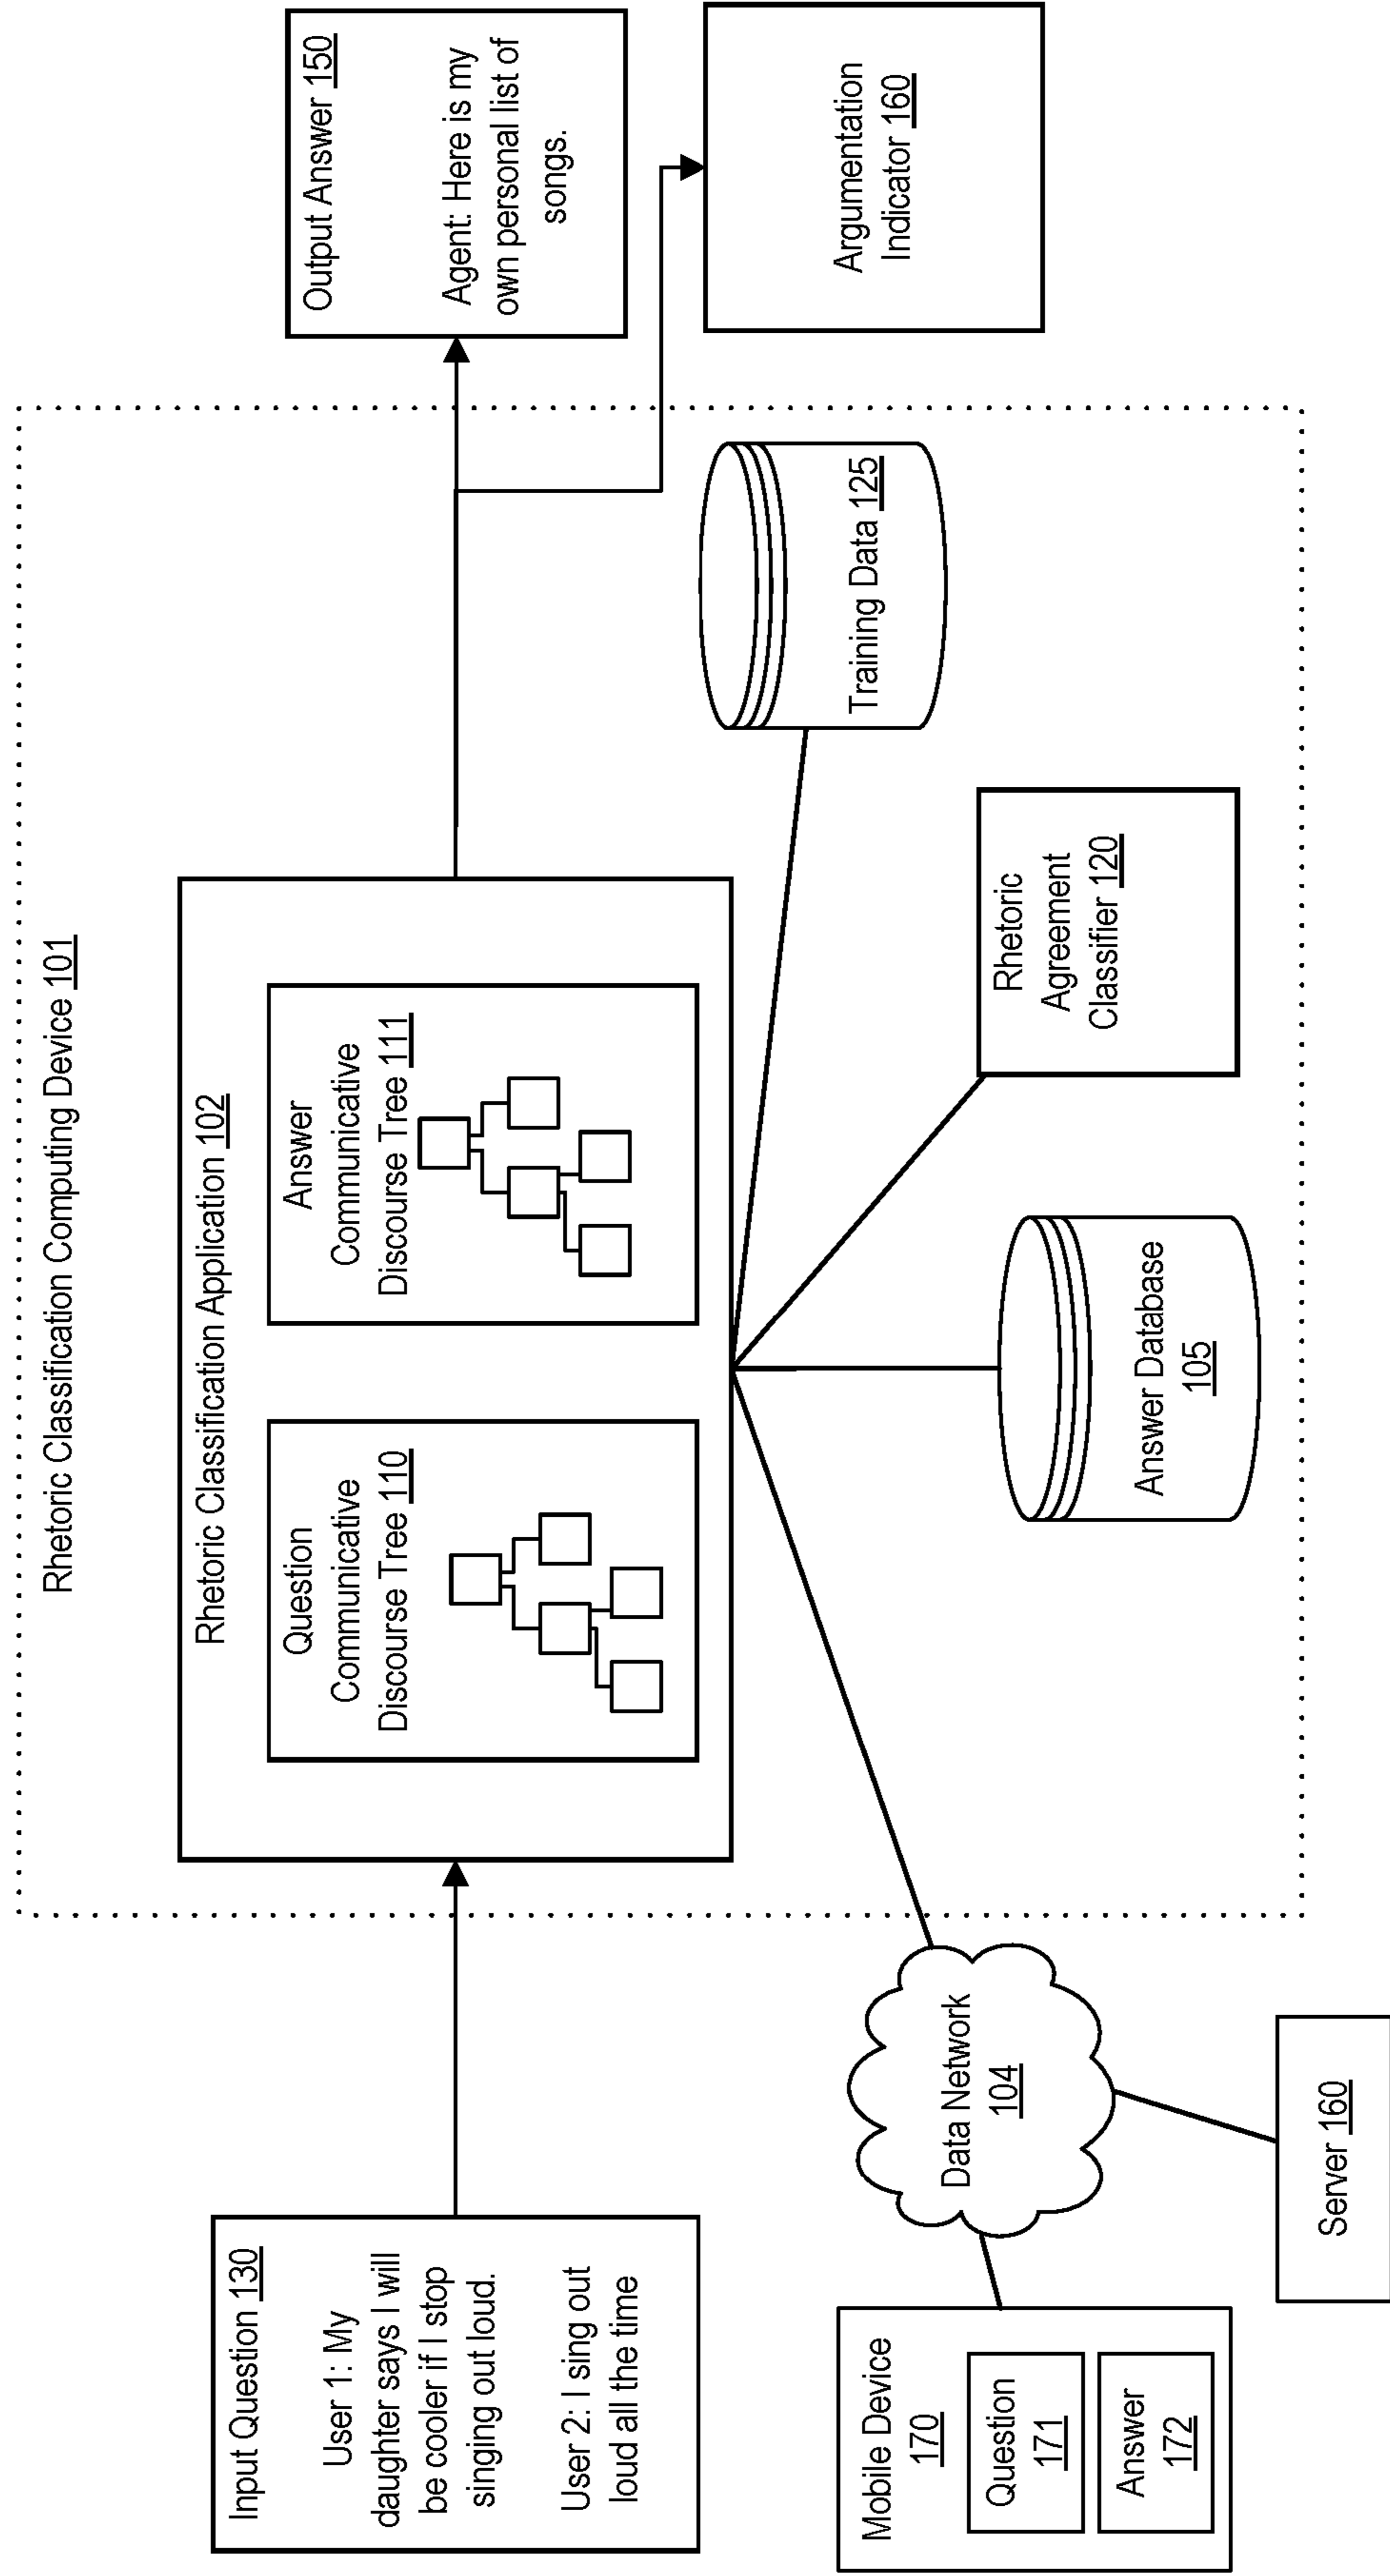 Rhetoric Classification Computing Device 101
Input Question 130
User 1: My
daughter says I will
be cooler if I stop
singing out loud.
User 2: I sing out
loud all the time
Rhetoric Classification Application 102
Question
Communicative
Discourse Tree 110
Answer
Communicative
Discourse Tree 111
Output Answer 150
Agent: Here is my
own personal list of
songs.
Argumentation
Indicator 160
Training Data 125
Rhetoric
Agreement
Classifier 120
Answer Database
105
Data Network
104
Mobile Device
170
Question
171
Answer
172
Server 160